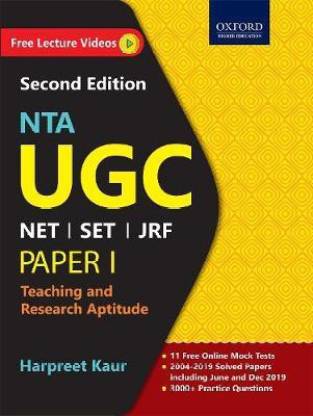 Free Lecture Videos
OXFORD
HIGHER EDUCATION
Second Edition
NTA
UGC
NET | SET | JRF
PAPER I
Teaching and
Research Aptitude
Harpreet Kaur
• 11 Free Online Mock Tests
• 2004-2019 Solved Papers
including June and Dec 2019
• 3000+ Practice Questions